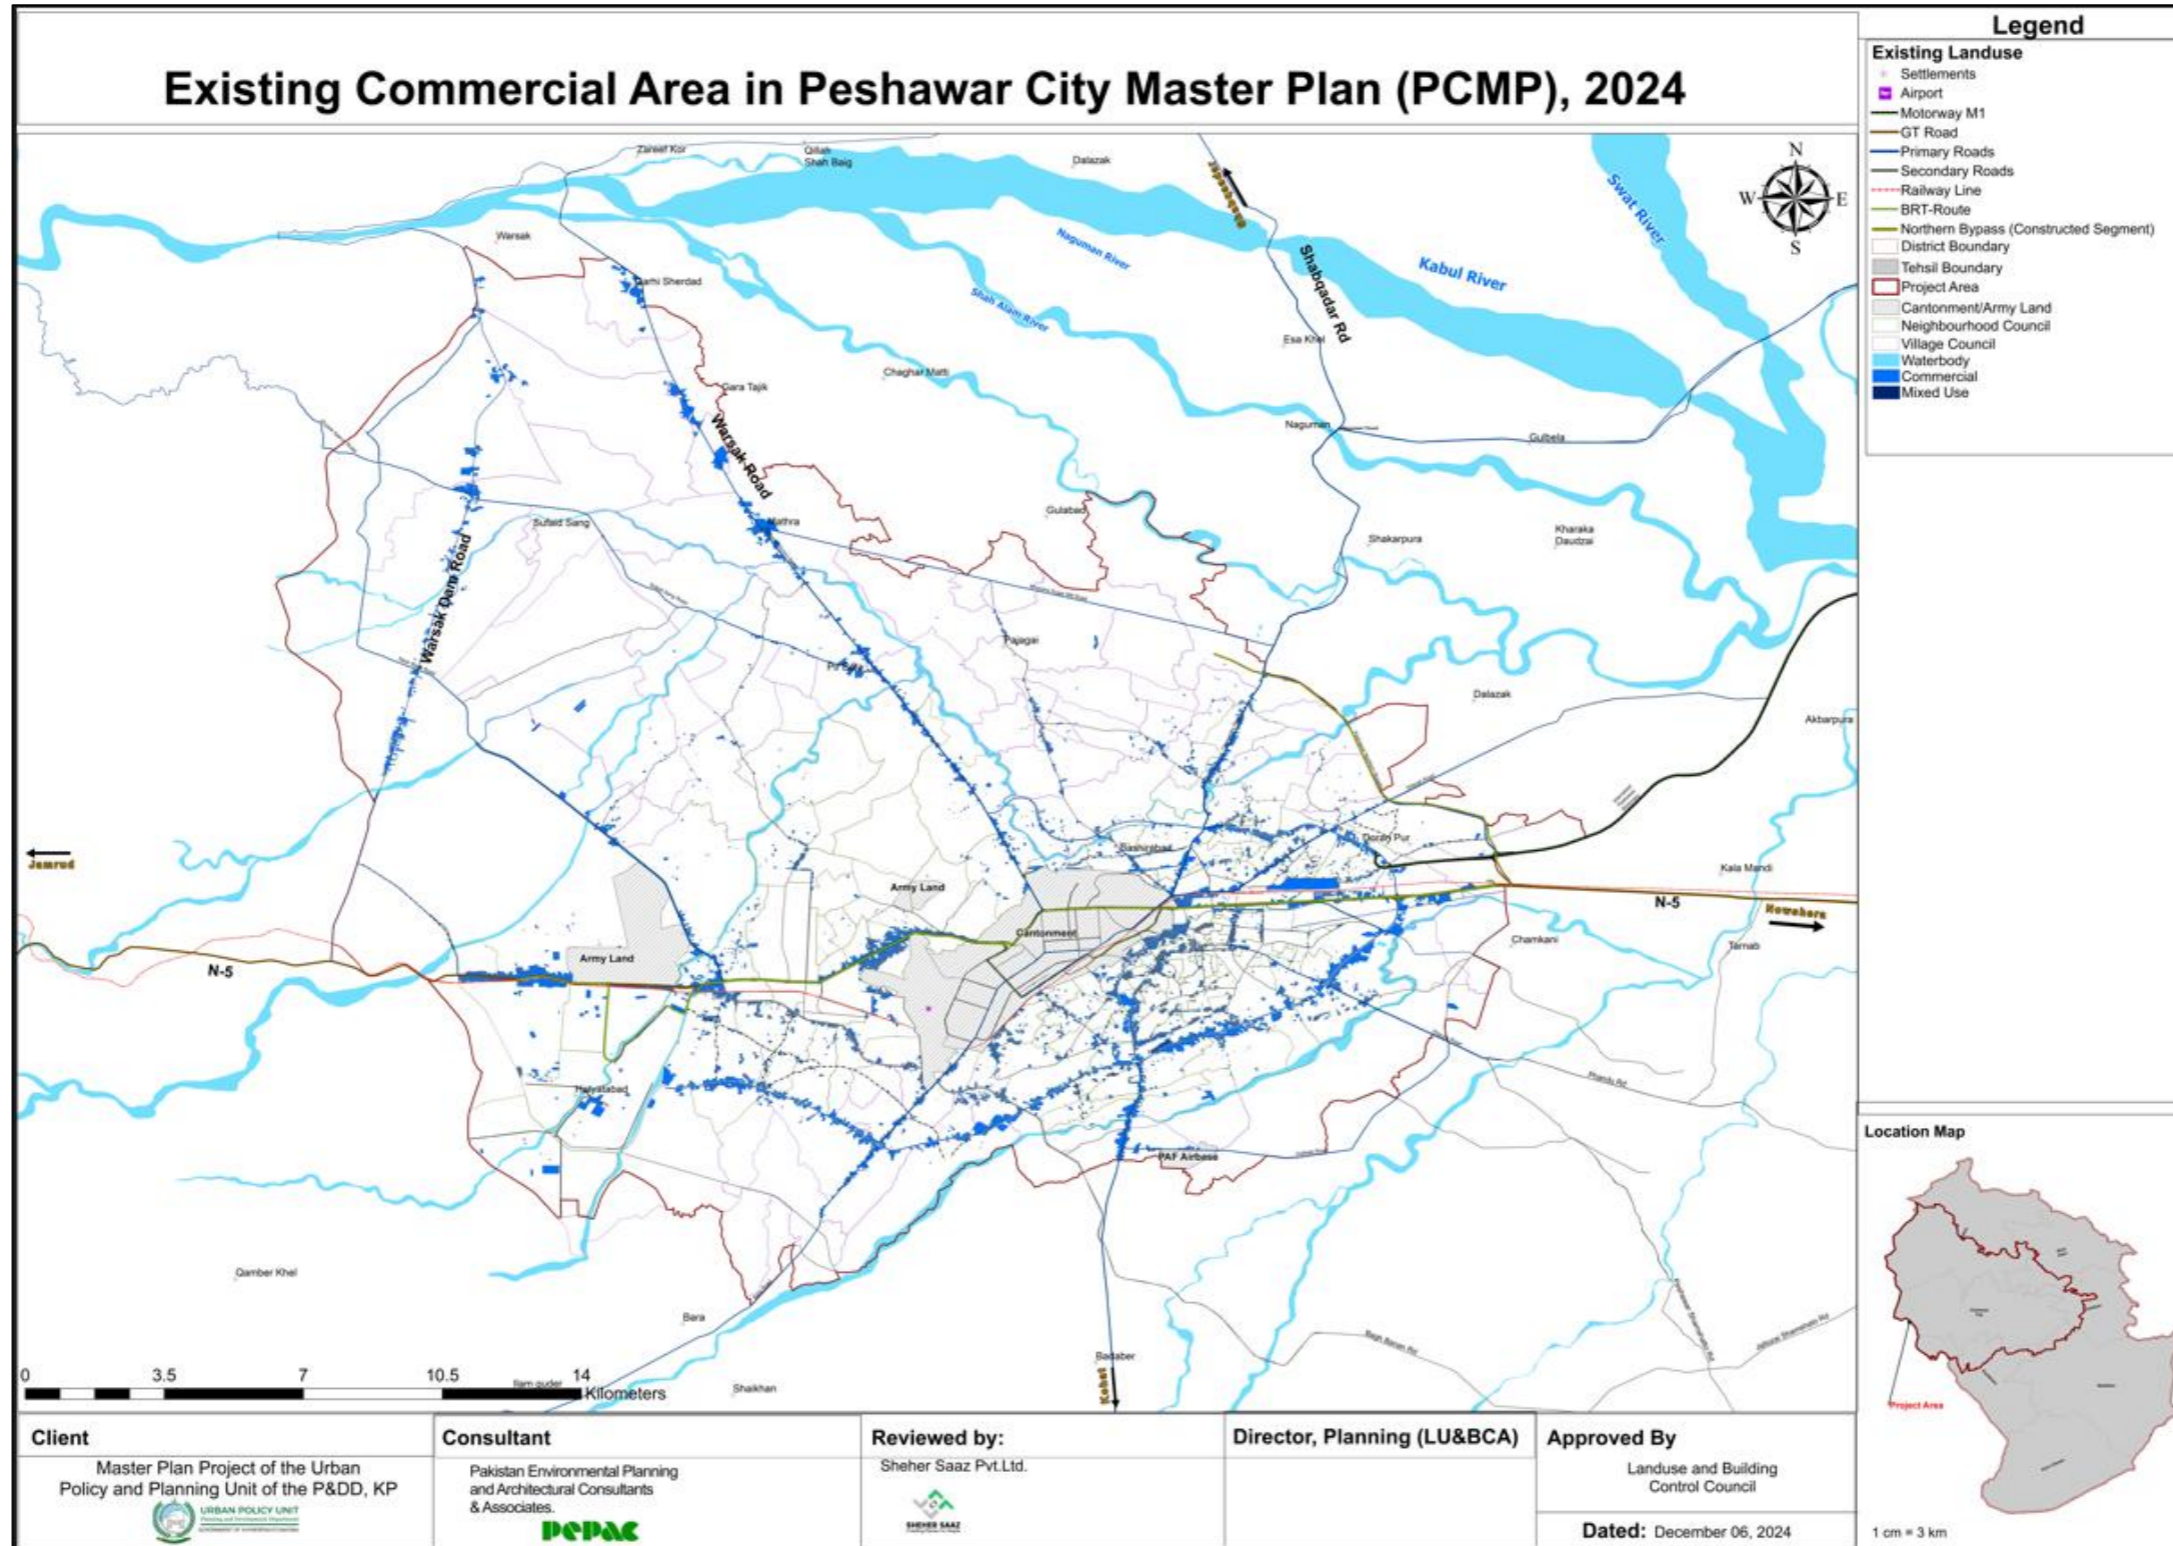 Existing Commercial Area in Peshawar City Master Plan (PCMP), 2024
Legend
Existing Landuse
Settlements
Airport
Motorway M1
GT Road
Primary Roads
Secondary Roads
Railway Line
BRT-Route
Northern Bypass (Constructed Segment)
District Boundary
Tehsil Boundary
Project Area
Cantonment/Army Land
Neighbourhood Council
Village Council
Waterbody
Commercial
Mixed Use
N
W
E
S
Zareef Kor
Qillah
Shah Baig
Dalazak
Swat River
Warsak
Naguman River
Shabqadar Rd
Kabul River
Garhi Sherdad
Shah Alam River
Esa Khel
Chaghar Matti
Gara Tajik
Warsak Road
Naguman
Gulbela
Mathra
Sufaid Sang
Gulabad
Shakarpura
Kharaka
Daudzai
Warsak Dam Road
Pajagai
Dalazak
Akbarpura
Jamrud
Bashirabad
Kala Mandi
Army Land
N-5
Nowshera
Cantonment
Chamkani
Tarnab
Army Land
N-5
Hayatabad
Phandu Rd
PAF Airbase
Qamber Khel
Bara
Badaber
Kohat
Shaikhan
0
3.5
7
10.5
14
Kilometers
Location Map
Project Area
1 cm = 3 km
Client
Master Plan Project of the Urban
Policy and Planning Unit of the P&DD, KP
URBAN POLICY UNIT
Consultant
Pakistan Environmental Planning
and Architectural Consultants
& Associates.
PEPAC
Reviewed by:
Sheher Saaz Pvt.Ltd.
SHEHER SAAZ
Director, Planning (LU&BCA)
Approved By
Landuse and Building
Control Council
Dated: December 06, 2024